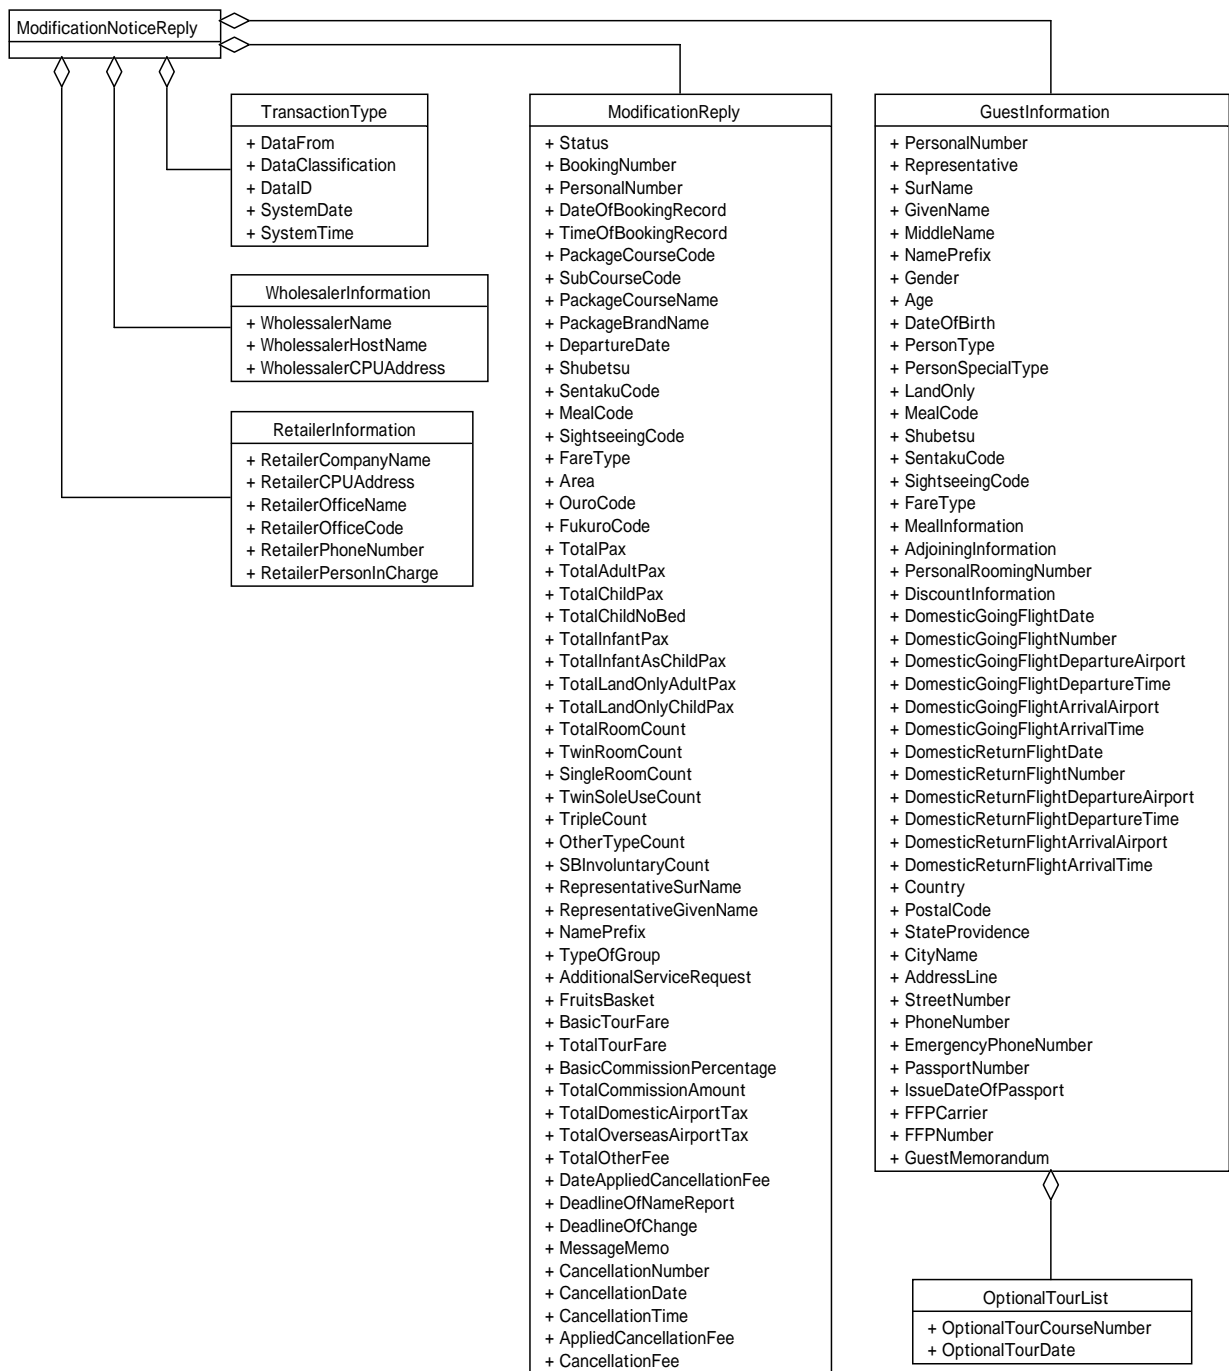 ModificationNoticeReply
TransactionType
+ DataFrom
+ DataClassification
+ DataID
+ SystemDate
+ SystemTime
WholesalerInformation
+ WholessalerName
+ WholessalerHostName
+ WholessalerCPUAddress
RetailerInformation
+ RetailerCompanyName
+ RetailerCPUAddress
+ RetailerOfficeName
+ RetailerOfficeCode
+ RetailerPhoneNumber
+ RetailerPersonInCharge
ModificationReply
+ Status
+ BookingNumber
+ PersonalNumber
+ DateOfBookingRecord
+ TimeOfBookingRecord
+ PackageCourseCode
+ SubCourseCode
+ PackageCourseName
+ PackageBrandName
+ DepartureDate
+ Shubetsu
+ SentakuCode
+ MealCode
+ SightseeingCode
+ FareType
+ Area
+ OuroCode
+ FukuroCode
+ TotalPax
+ TotalAdultPax
+ TotalChildPax
+ TotalChildNoBed
+ TotalInfantPax
+ TotalInfantAsChildPax
+ TotalLandOnlyAdultPax
+ TotalLandOnlyChildPax
+ TotalRoomCount
+ TwinRoomCount
+ SingleRoomCount
+ TwinSoleUseCount
+ TripleCount
+ OtherTypeCount
+ SBInvoluntaryCount
+ RepresentativeSurName
+ RepresentativeGivenName
+ NamePrefix
+ TypeOfGroup
+ AdditionalServiceRequest
+ FruitsBasket
+ BasicTourFare
+ TotalTourFare
+ BasicCommissionPercentage
+ TotalCommissionAmount
+ TotalDomesticAirportTax
+ TotalOverseasAirportTax
+ TotalOtherFee
+ DateAppliedCancellationFee
+ DeadlineOfNameReport
+ DeadlineOfChange
+ MessageMemo
+ CancellationNumber
+ CancellationDate
+ CancellationTime
+ AppliedCancellationFee
+ CancellationFee
GuestInformation
+ PersonalNumber
+ Representative
+ SurName
+ GivenName
+ MiddleName
+ NamePrefix
+ Gender
+ Age
+ DateOfBirth
+ PersonType
+ PersonSpecialType
+ LandOnly
+ MealCode
+ Shubetsu
+ SentakuCode
+ SightseeingCode
+ FareType
+ MealInformation
+ AdjoiningInformation
+ PersonalRoomingNumber
+ DiscountInformation
+ DomesticGoingFlightDate
+ DomesticGoingFlightNumber
+ DomesticGoingFlightDepartureAirport
+ DomesticGoingFlightDepartureTime
+ DomesticGoingFlightArrivalAirport
+ DomesticGoingFlightArrivalTime
+ DomesticReturnFlightDate
+ DomesticReturnFlightNumber
+ DomesticReturnFlightDepartureAirport
+ DomesticReturnFlightDepartureTime
+ DomesticReturnFlightArrivalAirport
+ DomesticReturnFlightArrivalTime
+ Country
+ PostalCode
+ StateProvidence
+ CityName
+ AddressLine
+ StreetNumber
+ PhoneNumber
+ EmergencyPhoneNumber
+ PassportNumber
+ IssueDateOfPassport
+ FFPCarrier
+ FFPNumber
+ GuestMemorandum
OptionalTourList
+ OptionalTourCourseNumber
+ OptionalTourDate